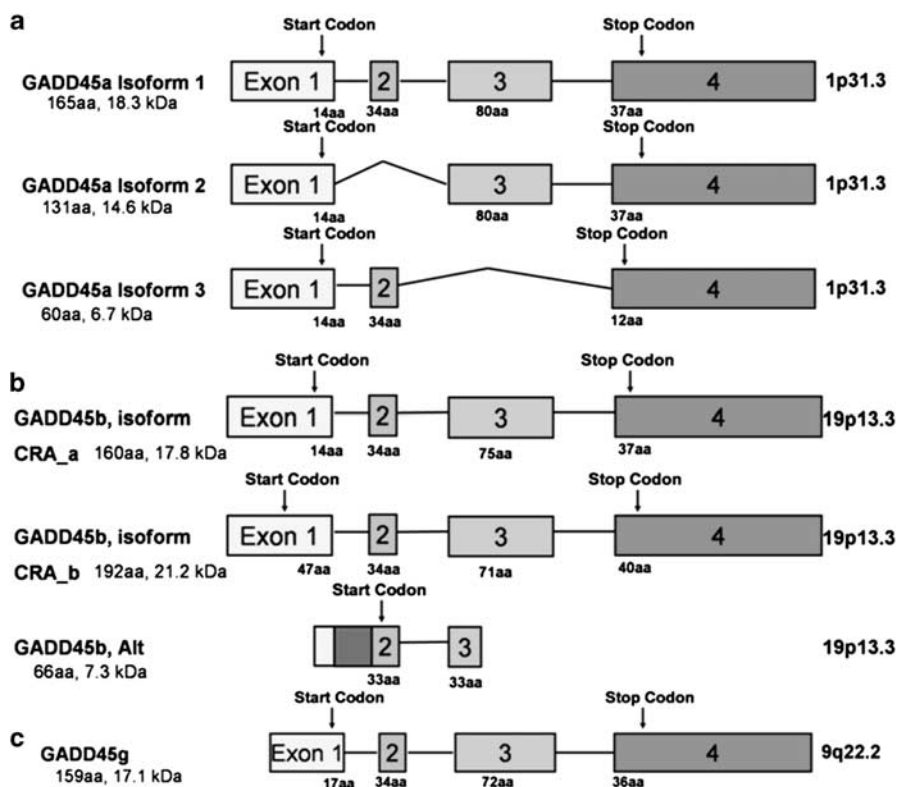 a
Start Codon
Stop Codon
GADD45a Isoform 1
165aa, 18.3 kDa
Exon 1
2
3
4
1p31.3
14aa
34aa
80aa
37aa
Start Codon
Stop Codon
GADD45a Isoform 2
131aa, 14.6 kDa
Exon 1
3
4
1p31.3
14aa
80aa
37aa
Start Codon
Stop Codon
GADD45a Isoform 3
60aa, 6.7 kDa
Exon 1
2
4
1p31.3
14aa
34aa
12aa
b
Start Codon
Stop Codon
GADD45b, isoform
CRA_a 160aa, 17.8 kDa
Exon 1
2
3
4
19p13.3
14aa
34aa
75aa
37aa
Start Codon
Stop Codon
GADD45b, isoform
CRA_b 192aa, 21.2 kDa
Exon 1
2
3
4
19p13.3
47aa
34aa
71aa
40aa
Start Codon
GADD45b, Alt
66aa, 7.3 kDa
2
3
19p13.3
33aa
33aa
c
Start Codon
Stop Codon
GADD45g
159aa, 17.1 kDa
Exon 1
2
3
4
9q22.2
17aa
34aa
72aa
36aa